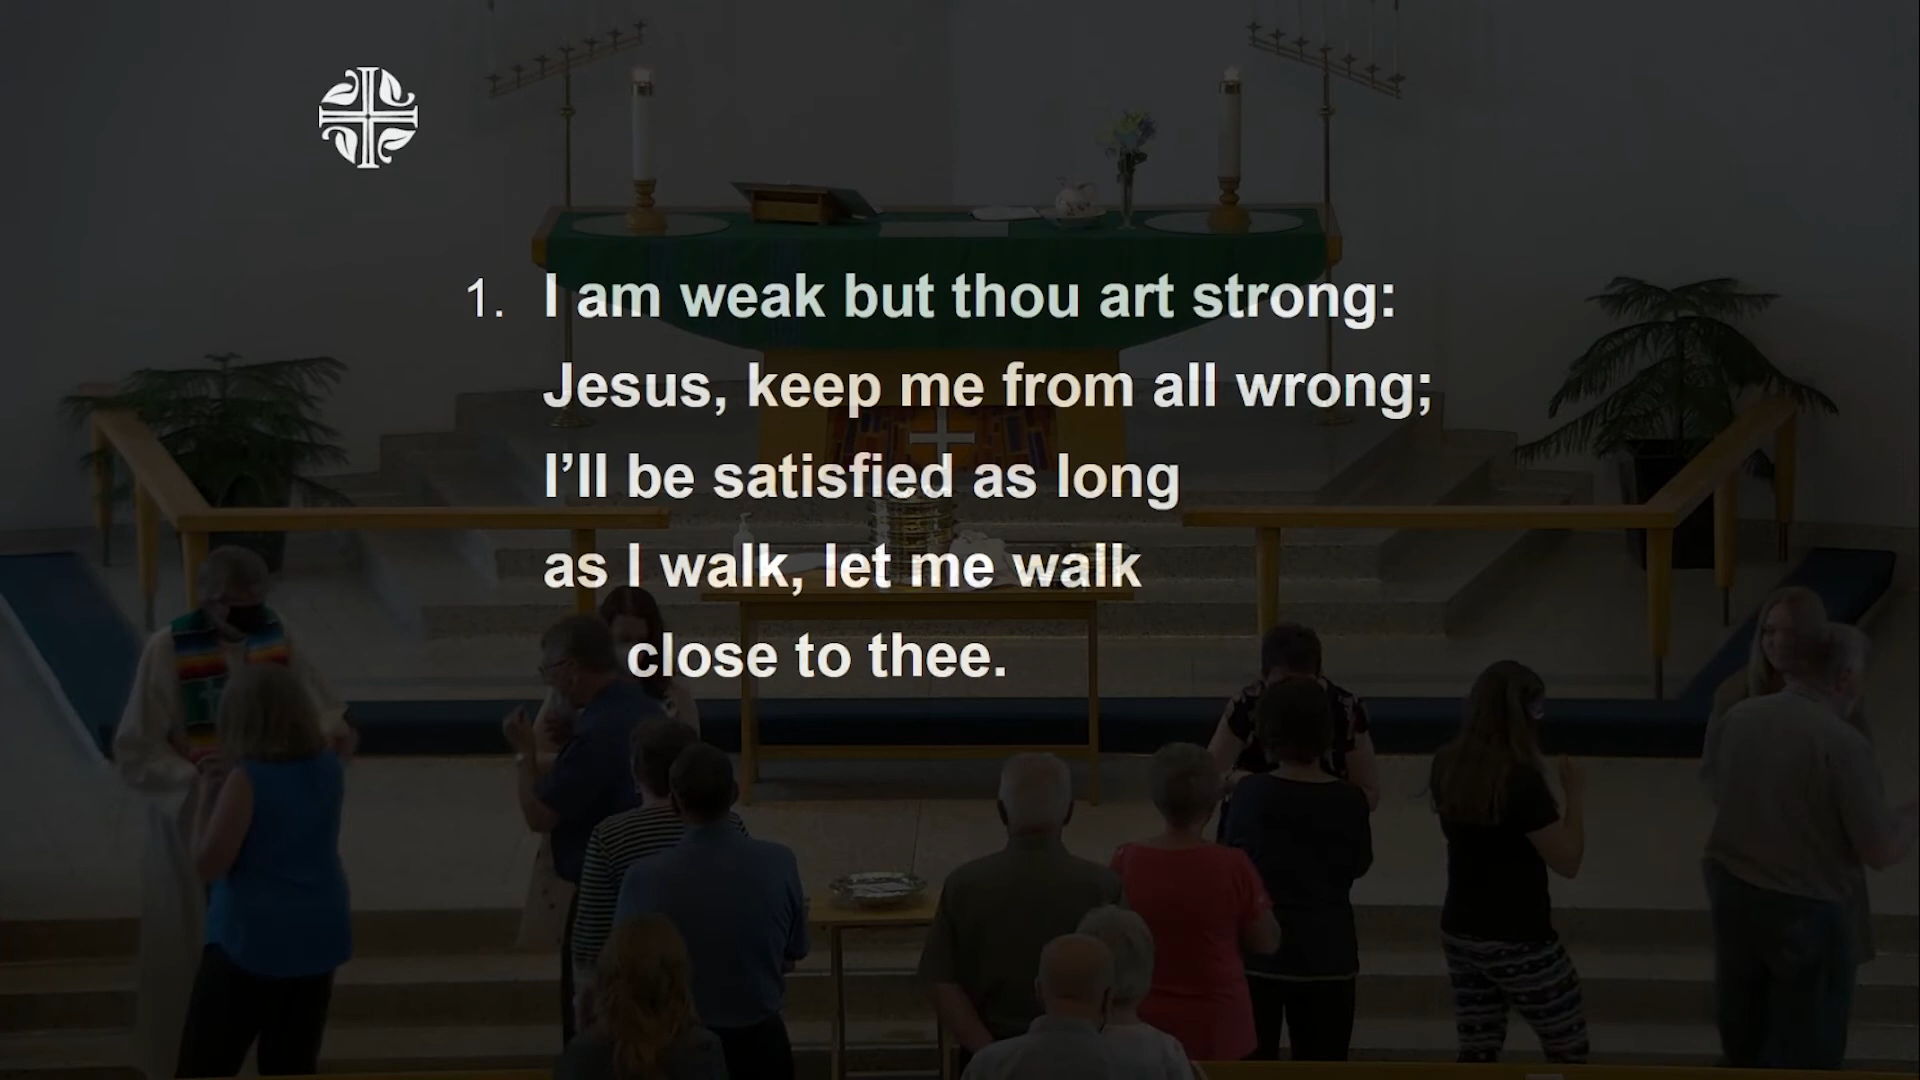 1. I am weak but thou art strong:
Jesus, keep me from all wrong;
I’ll be satisfied as long
as I walk, let me walk
close to thee.